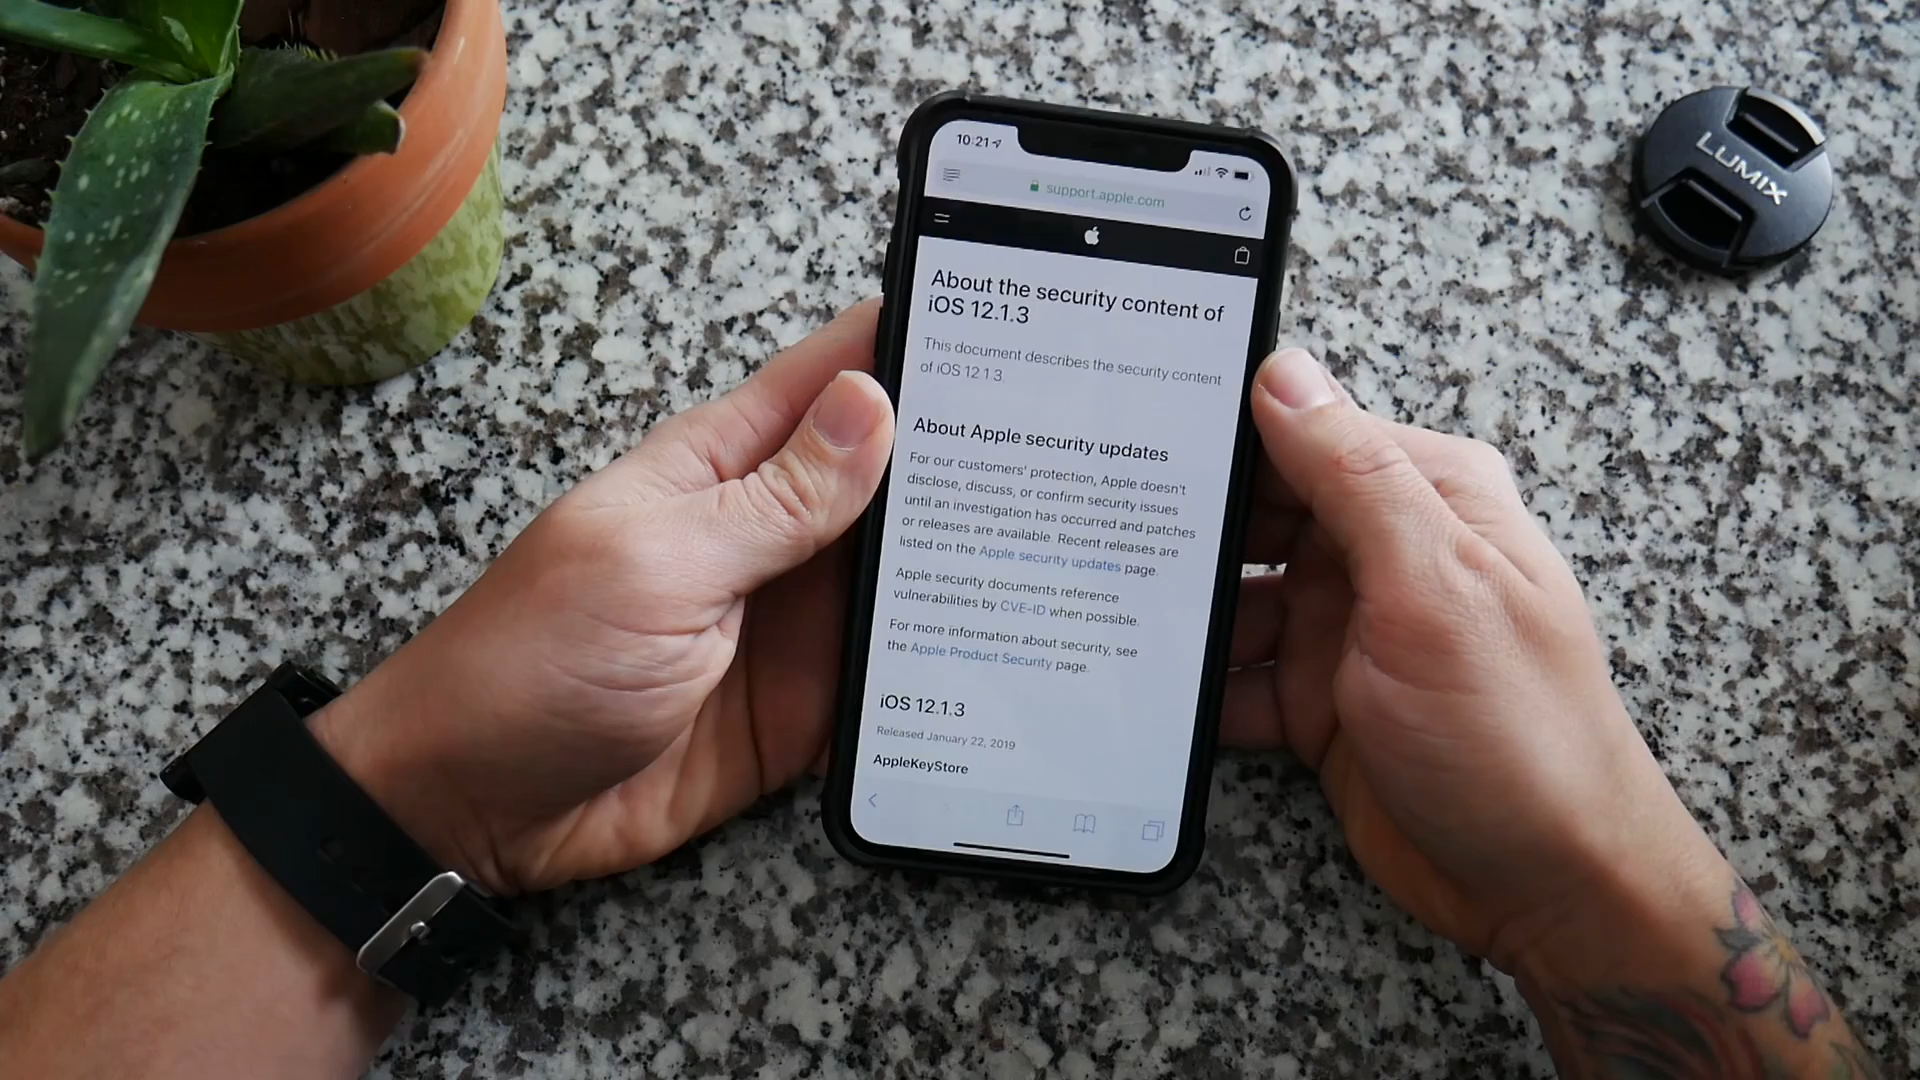 10:21
support.apple.com
About the security content of
iOS 12.1.3
This document describes the security content
of iOS 12.1.3.
About Apple security updates
For our customers' protection, Apple doesn't
disclose, discuss, or confirm security issues
until an investigation has occurred and patches
or releases are available. Recent releases are
listed on the Apple security updates page.
Apple security documents reference
vulnerabilities by CVE-ID when possible.
For more information about security, see
the Apple Product Security page.
iOS 12.1.3
Released January 22, 2019
AppleKeyStore
LUMIX